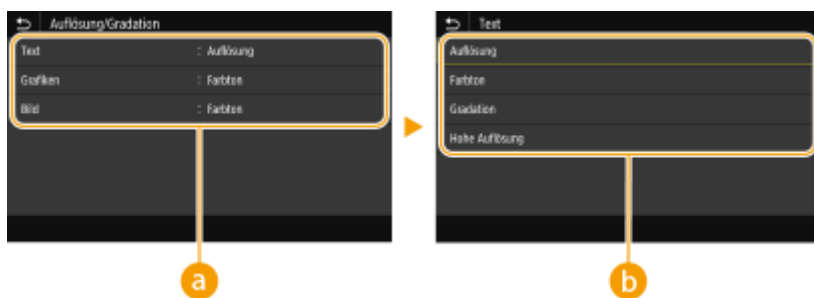 Auflösung/Gradation
Text : Auflösung
Grafiken : Farbton
Bild : Farbton
a
Text
Auflösung
Farbton
Gradation
Hohe Auflösung
b